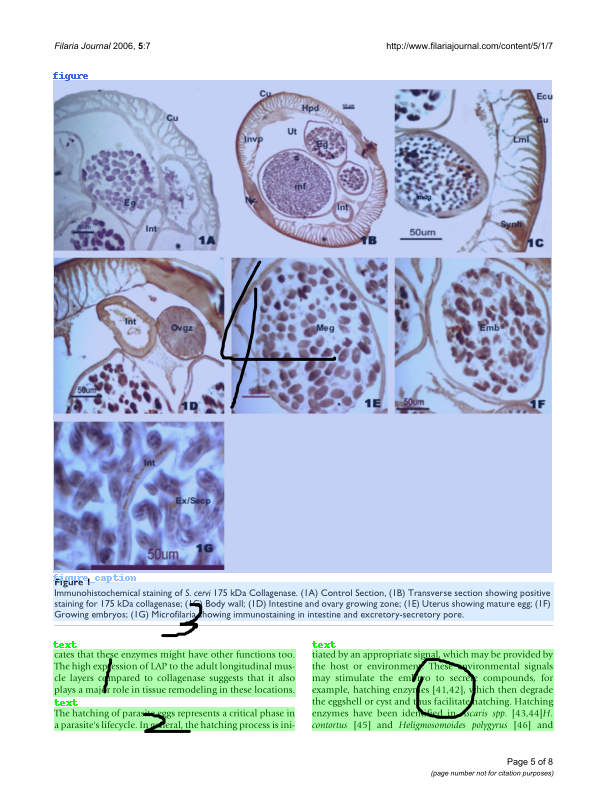 Filaria Journal 2006, 5:7
http://www.filariajournal.com/content/5/1/7
figure
Cu
Eg
Int
1A
Cu
Hpd
Ut
Invp
Eg
mf
Int
1B
Ecu
Cu
Lml
Meg
Synfi
50um
1C
Int
Ovgz
50um
1D
Meg
1E
4
Emb
50um
1F
Int
Ex/Secp
50um
1G
figure_caption
Figure 1
Immunohistochemical staining of S. cervi 175 kDa Collagenase. (1A) Control Section, (1B) Transverse section showing positive
staining for 175 kDa collagenase; (1C) Body wall; (1D) Intestine and ovary growing zone; (1E) Uterus showing mature egg; (1F)
Growing embryos; (1G) Microfilaria showing immunostaining in intestine and excretory-secretory pore.
3
text
cates that these enzymes might have other functions too.
The high expression of LAP to the adult longitudinal mus-
cle layers compared to collagenase suggests that it also
plays a major role in tissue remodeling in these locations.
1
text
The hatching of parasite eggs represents a critical phase in
a parasite's lifecycle. In general, the hatching process is ini-
2
text
tiated by an appropriate signal, which may be provided by
the host or environment. These environmental signals
may stimulate the embryo to secrete compounds, for
example, hatching enzymes [41,42], which then degrade
the eggshell or cyst and thus facilitate hatching. Hatching
enzymes have been identified in Ascaris spp. [43,44]H.
contortus [45] and Heligmosomoides polygyrus [46] and
Page 5 of 8
(page number not for citation purposes)